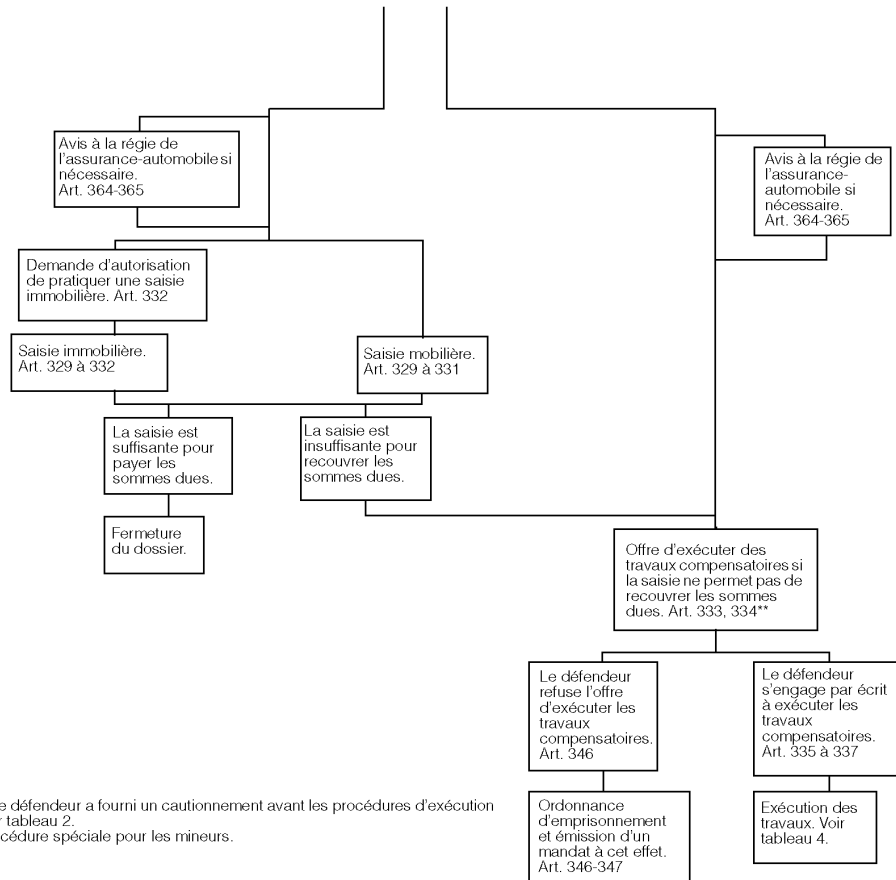 Avis à la régie de
l'assurance-automobile si
nécessaire.
Art. 364-365
Avis à la régie de
l'assurance-
automobile si
nécessaire.
Art. 364-365
Demande d'autorisation
de pratiquer une saisie
immobilière. Art. 332
Saisie immobilière.
Art. 329 à 332
Saisie mobilière.
Art. 329 à 331
La saisie est
suffisante pour
payer les
sommes dues.
La saisie est
insuffisante pour
recouvrer les
sommes dues.
Fermeture
du dossier.
Offre d'exécuter des
travaux compensatoires si
la saisie ne permet pas de
recouvrer les sommes
dues. Art. 333, 334**
Le défendeur
refuse l'offre
d'exécuter les
travaux
compensatoires.
Art. 346
Le défendeur
s'engage par écrit
à exécuter les
travaux
compensatoires.
Art. 335 à 337
Ordonnance
d'emprisonnement
et émission d'un
mandat à cet effet.
Art. 346-347
Exécution des
travaux. Voir
tableau 4.
e défendeur a fourni un cautionnement avant les procédures d'exécution
r tableau 2.
cédure spéciale pour les mineurs.